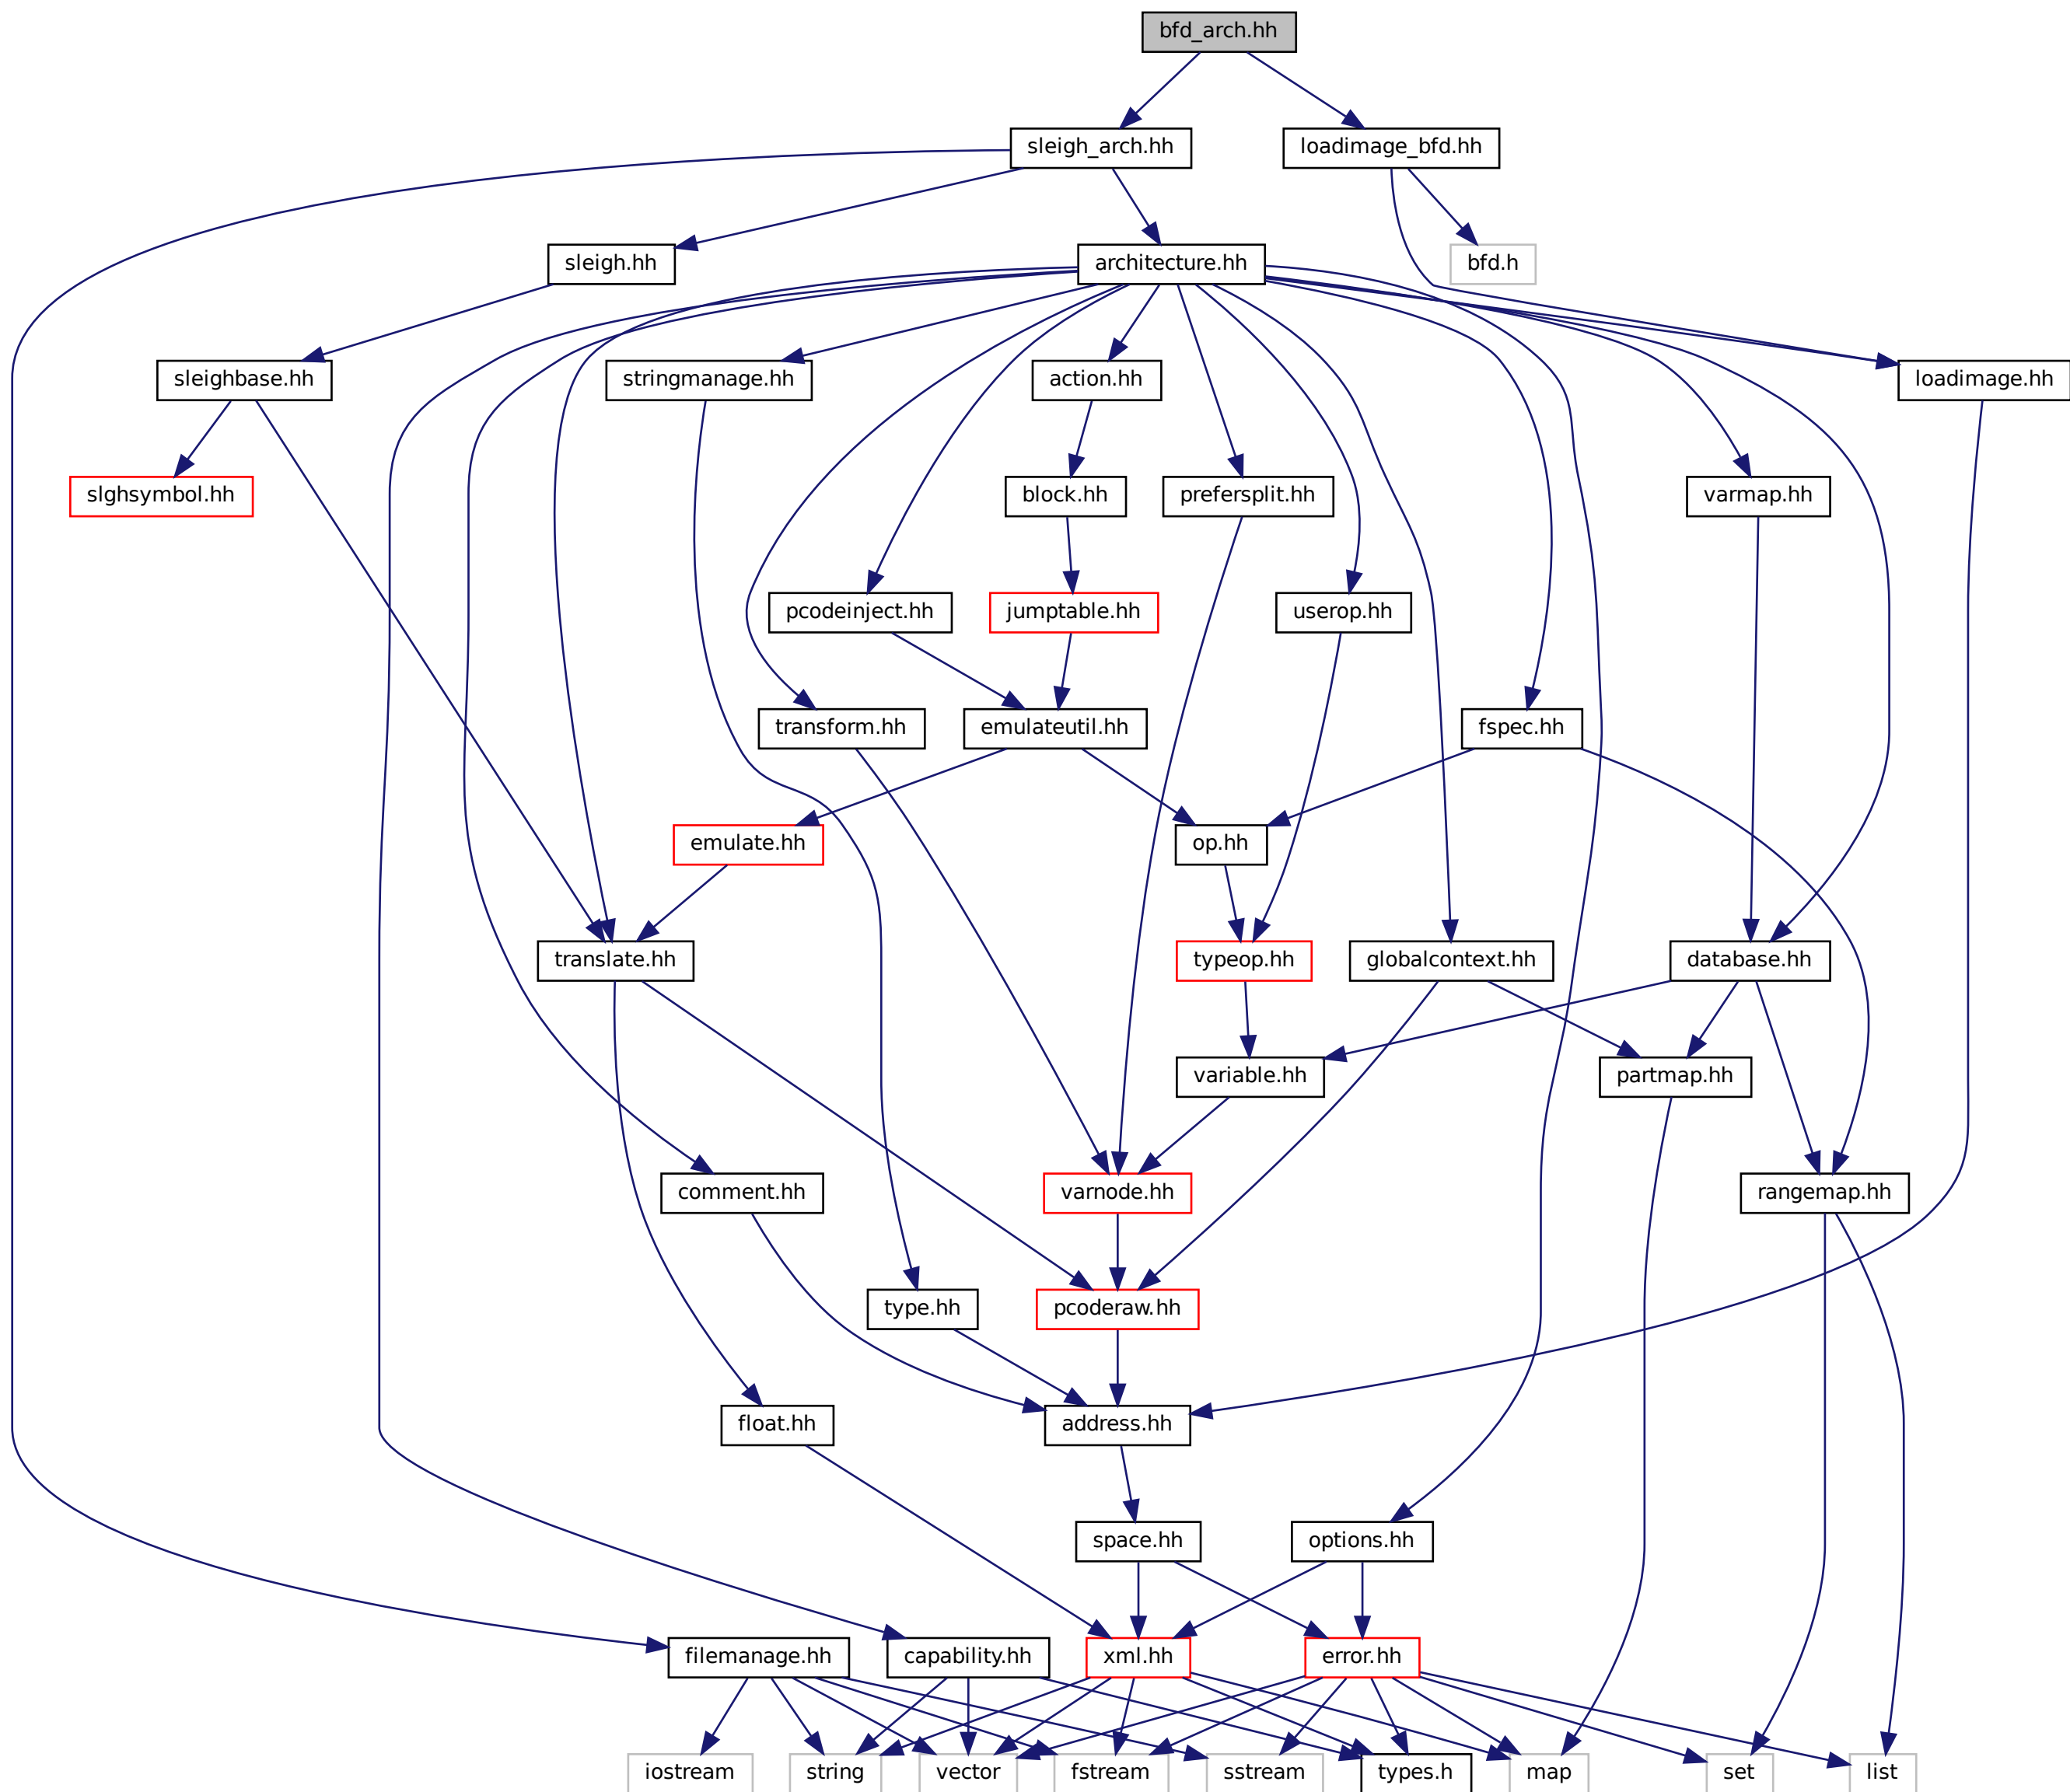 bfd_arch.hh
sleigh_arch.hh
loadimage_bfd.hh
sleigh.hh
architecture.hh
bfd.h
sleighbase.hh
stringmanage.hh
action.hh
loadimage.hh
slghsymbol.hh
block.hh
prefersplit.hh
varmap.hh
pcodeinject.hh
jumptable.hh
userop.hh
transform.hh
emulateutil.hh
fspec.hh
emulate.hh
op.hh
translate.hh
typeop.hh
globalcontext.hh
database.hh
variable.hh
partmap.hh
comment.hh
varnode.hh
rangemap.hh
type.hh
pcoderaw.hh
float.hh
address.hh
space.hh
options.hh
filemanage.hh
capability.hh
xml.hh
error.hh
iostream
string
vector
fstream
sstream
types.h
map
set
list